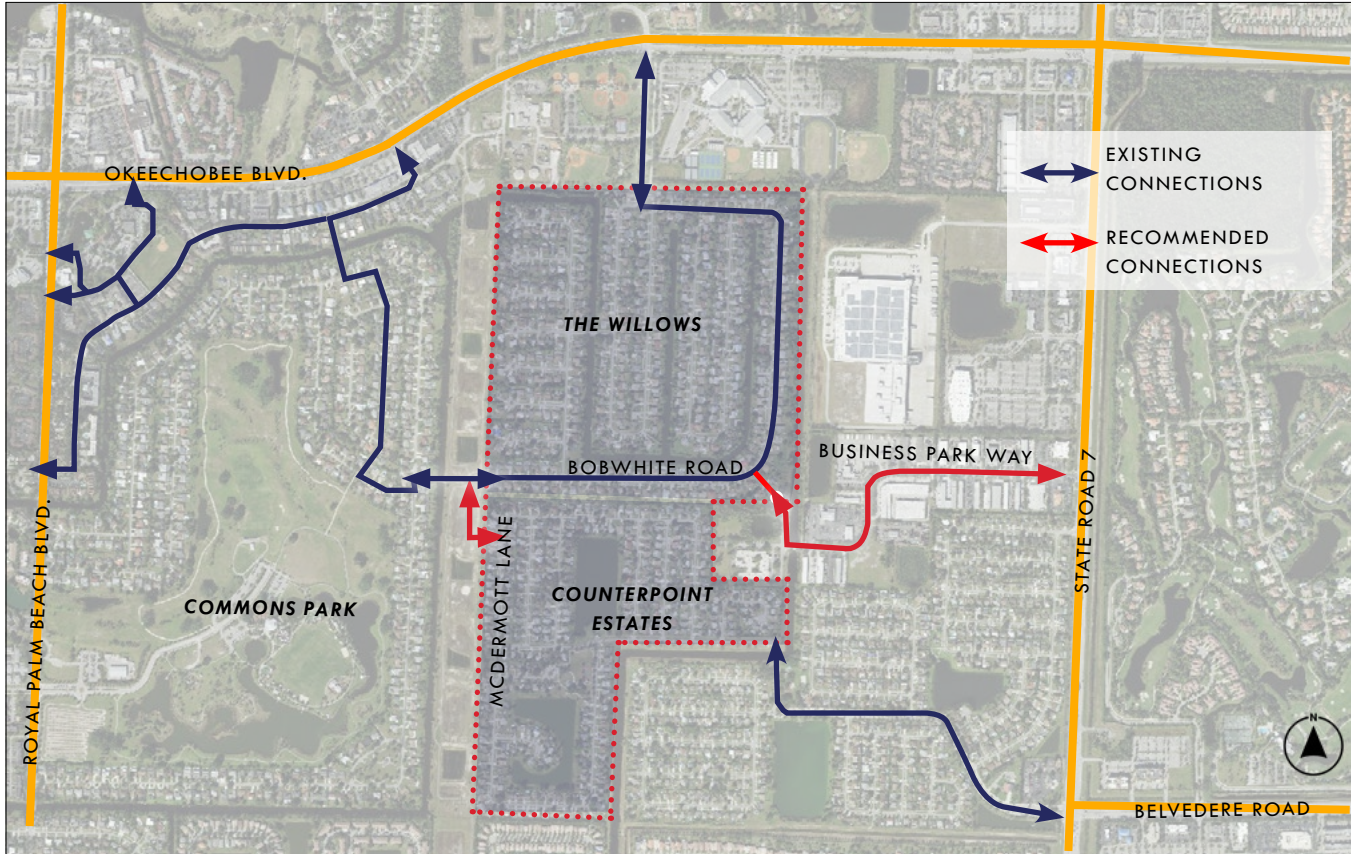 OKEECHOBEE BLVD.
EXISTING
CONNECTIONS
RECOMMENDED
CONNECTIONS
THE WILLOWS
BUSINESS PARK WAY
BOBWHITE ROAD
STATE ROAD 7
ROYAL PALM BEACH BLVD.
MCDERMOTT LANE
COMMONS PARK
COUNTERPOINT
ESTATES
N
BELVEDERE ROAD